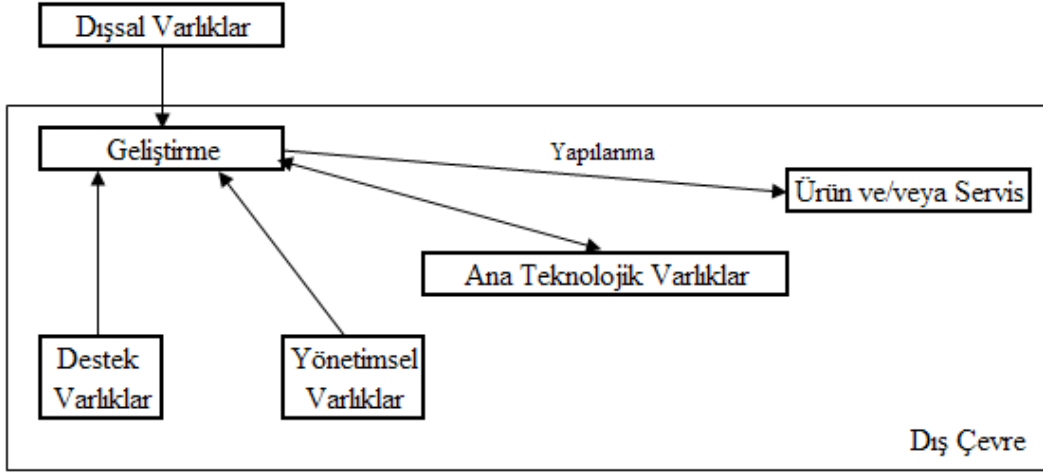 Dışsal Varlıklar
Geliştirme
Yapılanma
Ürün ve/veya Servis
Ana Teknolojik Varlıklar
Destek
Varlıklar
Yönetimsel
Varlıklar
Dış Çevre